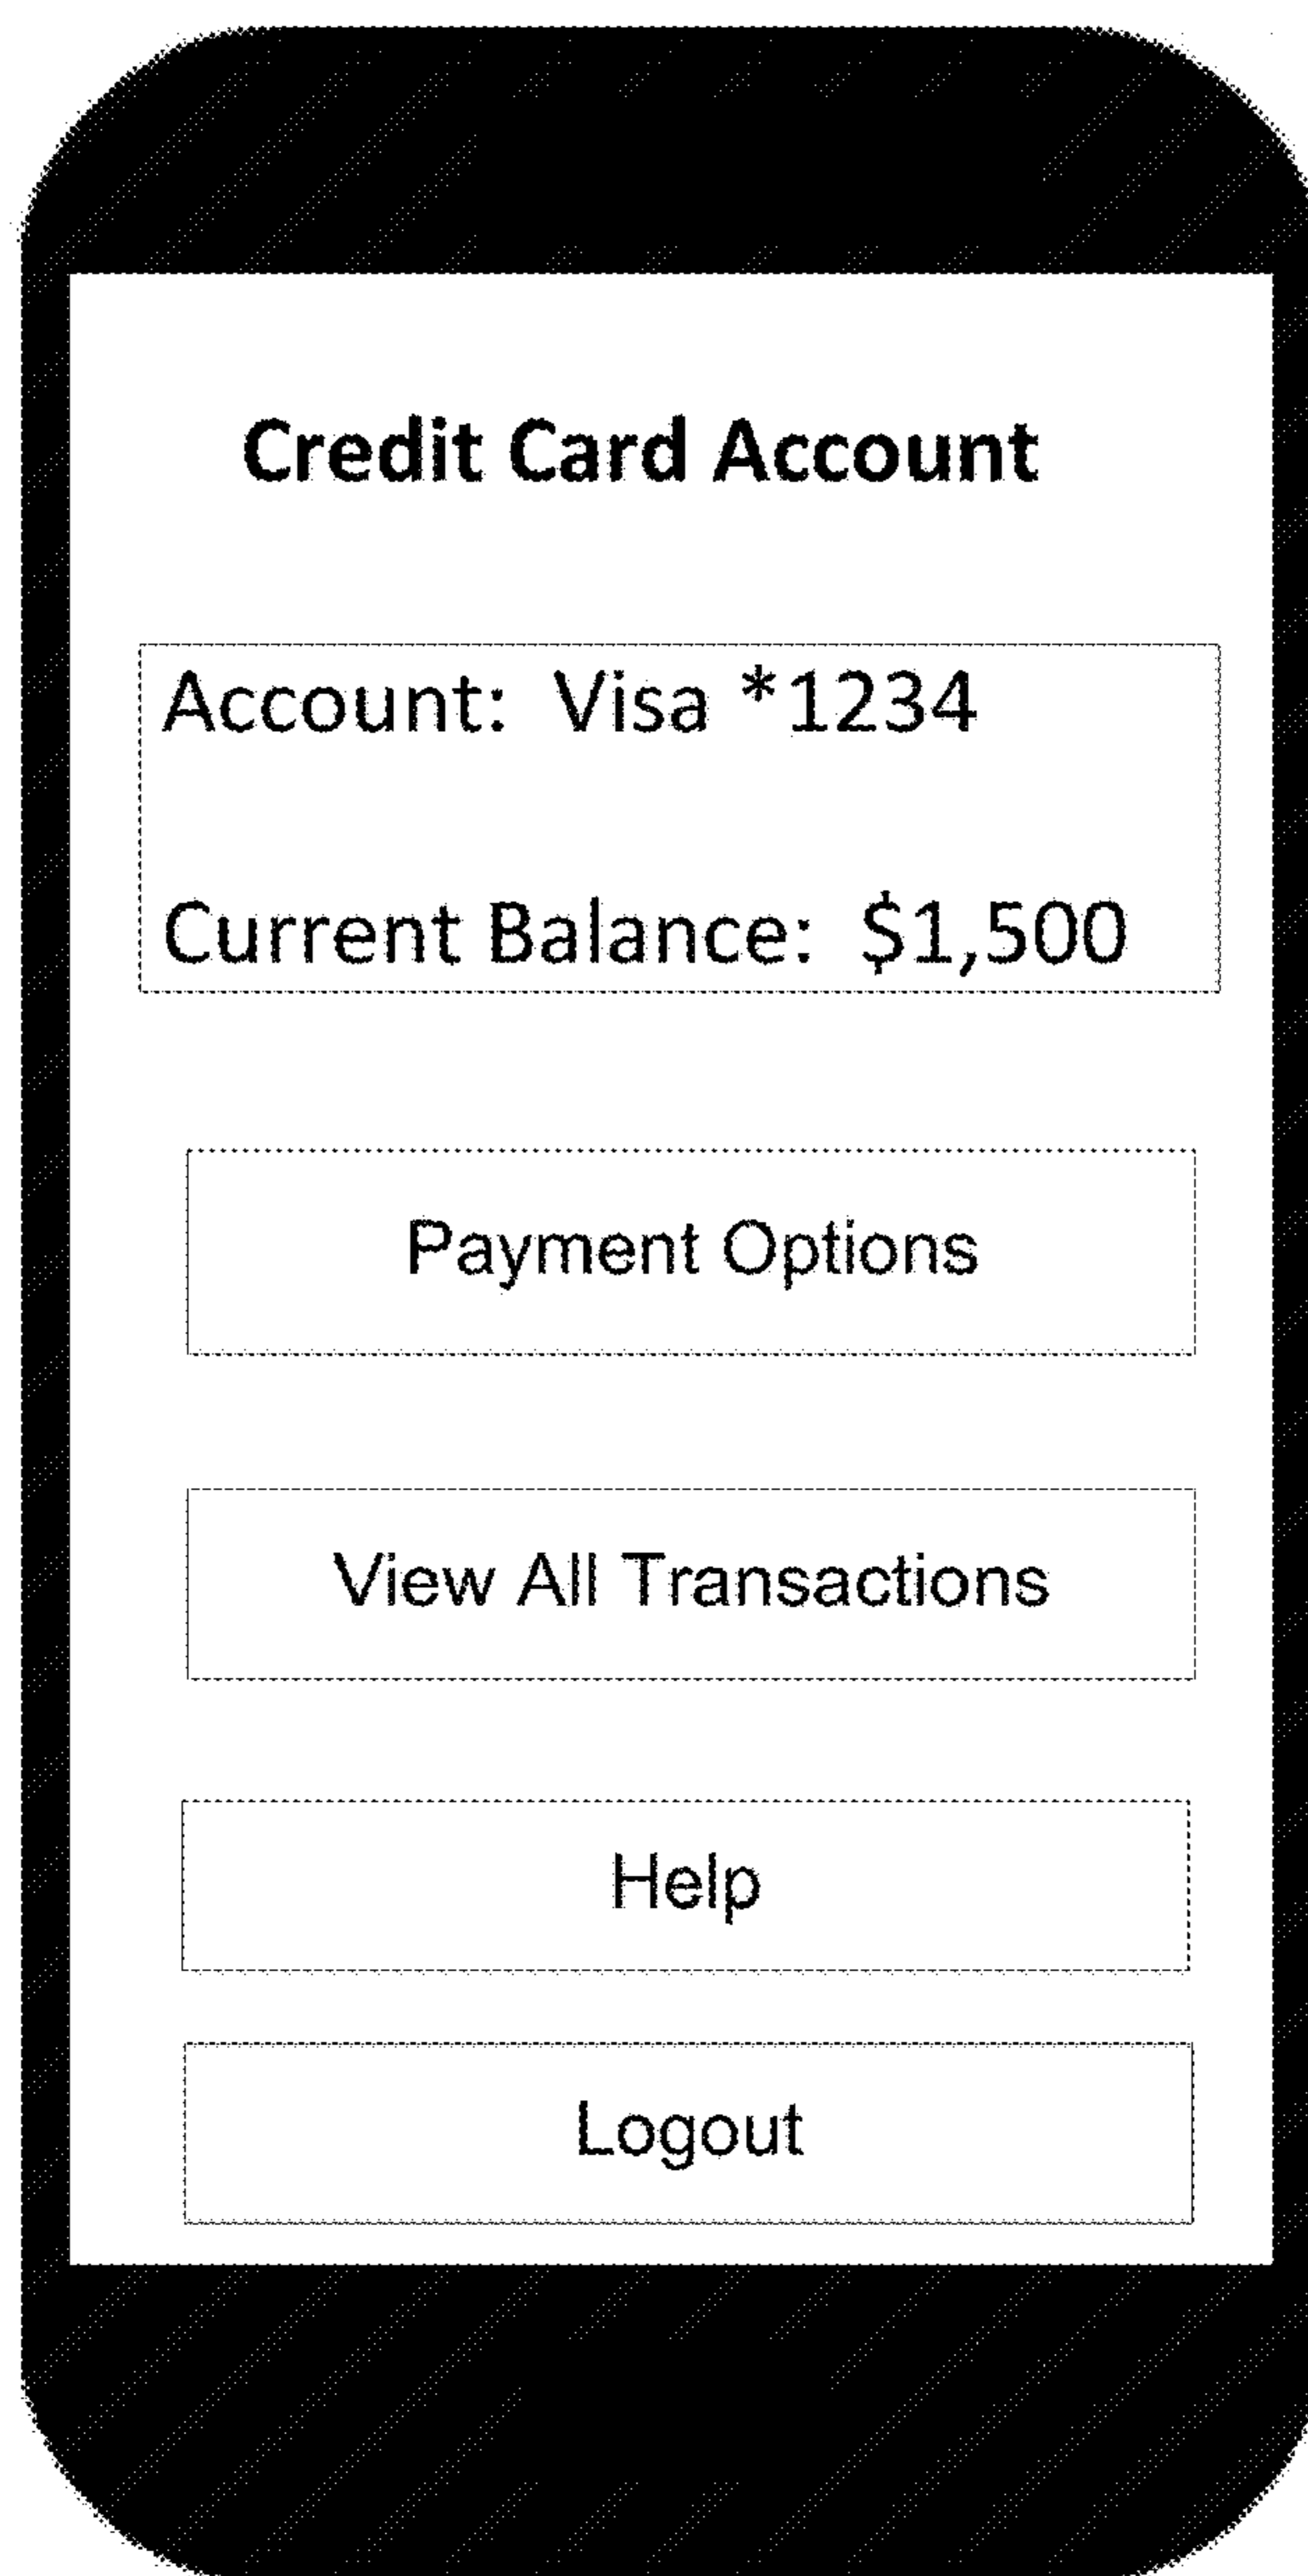 Credit Card Account
Account: Visa *1234
Current Balance: $1,500
Payment Options
View All Transactions
Help
Logout